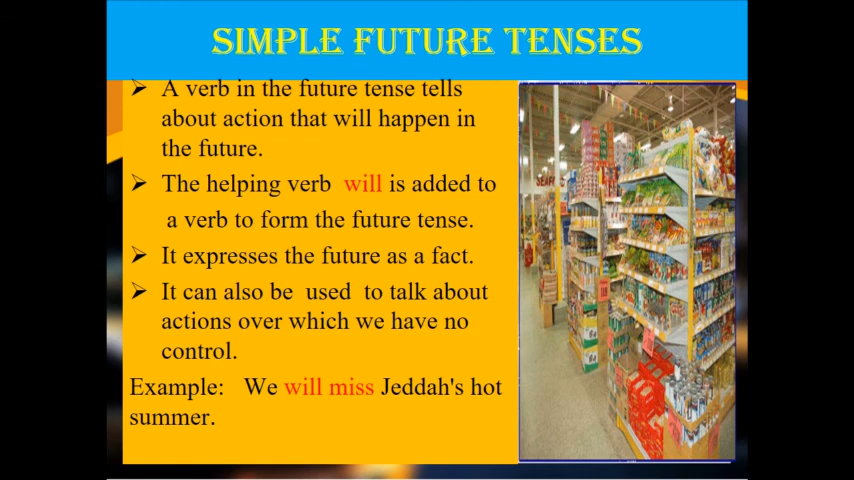 SIMPLE FUTURE TENSES
➢ A verb in the future tense tells
about action that will happen in
the future.
➢ The helping verb will is added to
a verb to form the future tense.
➢ It expresses the future as a fact.
➢ It can also be used to talk about
actions over which we have no
control.
Example: We will miss Jeddah's hot
summer.